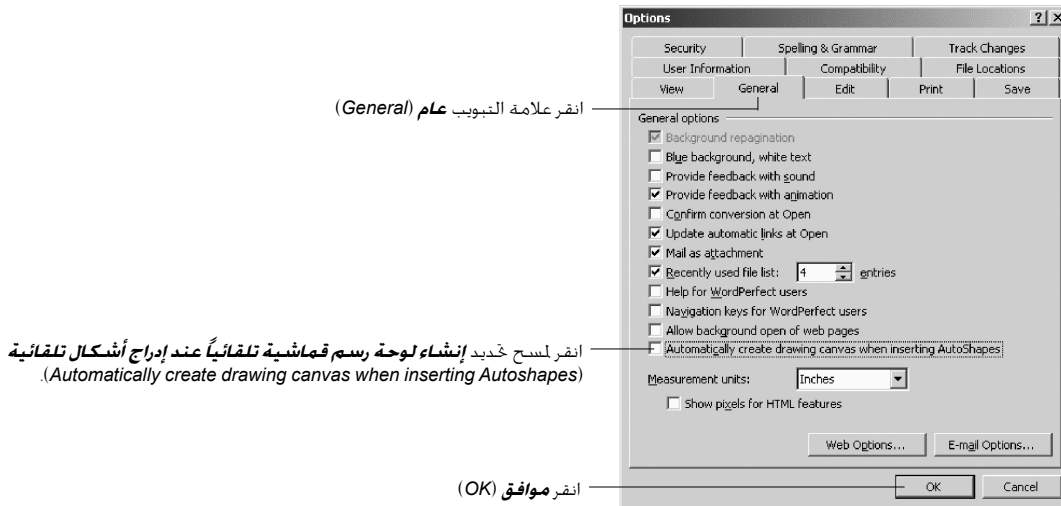 Options
Security Spelling & Grammar Track Changes
User Information Compatibility File Locations
View General Edit Print Save
انقر علامة التبويب عام (General)
General options
Background repagination
Blue background, white text
Provide feedback with sound
Provide feedback with animation
Confirm conversion at Open
Update automatic links at Open
Mail as attachment
Recently used file list: 4 entries
Help for WordPerfect users
Navigation keys for WordPerfect users
Allow background open of web pages
Automatically create drawing canvas when inserting AutoShapes
انقر لمسح تحديد إنشاء لوحة رسم قماشية تلقائياً عند إدراج أشكال تلقائية
(Automatically create drawing canvas when inserting Autoshapes).
Measurement units: Inches
Show pixels for HTML features
Web Options... E-mail Options...
انقر موافق (OK)
OK Cancel